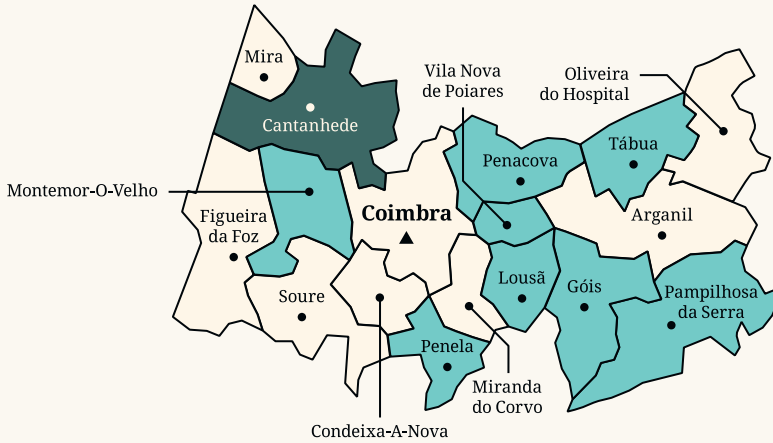 Mira
Cantanhede
Vila Nova
de Poiares
Oliveira
do Hospital
Penacova
Tábua
Montemor-O-Velho
Figueira
da Foz
Coimbra
Arganil
Soure
Lousã
Góis
Pampilhosa
da Serra
Penela
Miranda
do Corvo
Condeixa-A-Nova